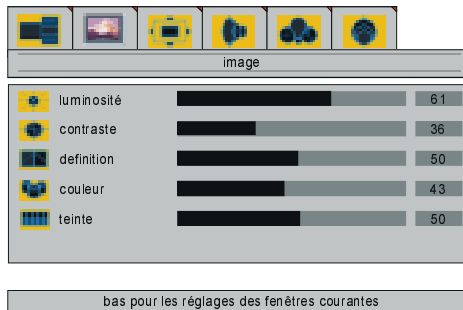 image
luminosité 61
contraste 36
definition 50
couleur 43
teinte 50
bas pour les réglages des fenêtres courantes